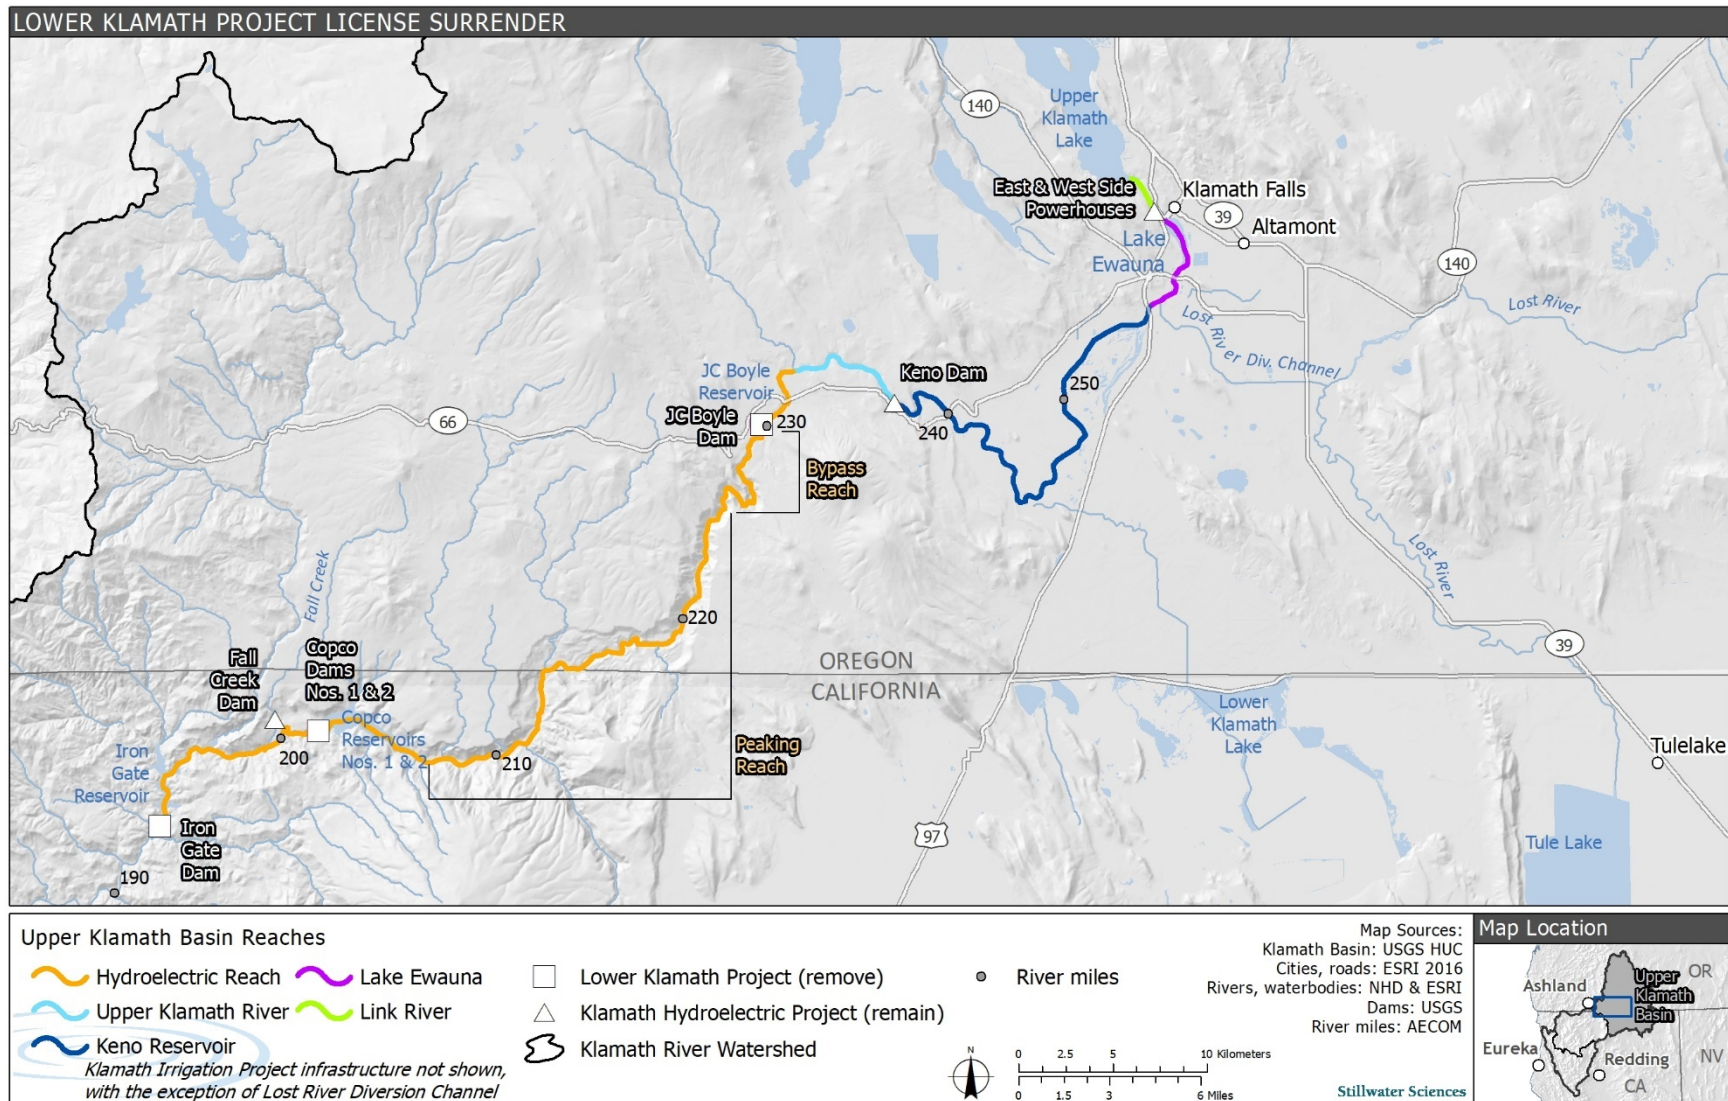 LOWER KLAMATH PROJECT LICENSE SURRENDER
140
Upper
Klamath
Lake
East & West Side
Powerhouses
Klamath Falls
39
Altamont
Lake
Ewauna
140
Lost River
Lost River Div. Channel
JC Boyle
Reservoir
Keno Dam
250
66
JC Boyle
Dam
230
240
Bypass
Reach
Lost River
Fall Creek
220
39
OREGON
CALIFORNIA
Fall
Creek
Dam
Copco
Dams
Nos. 1 & 2
Copco
Reservoirs
Nos. 1 & 2
Lower
Klamath
Lake
Iron
Gate
Reservoir
200
210
Peaking
Reach
Tulelake
Iron
Gate
Dam
97
Tule Lake
190
Upper Klamath Basin Reaches
Hydroelectric Reach
Lake Ewauna
Upper Klamath River
Link River
Keno Reservoir
Klamath Irrigation Project infrastructure not shown,
with the exception of Lost River Diversion Channel
Lower Klamath Project (remove)
Klamath Hydroelectric Project (remain)
Klamath River Watershed
River miles
N
0 2.5 5 10 Kilometers
0 1.5 3 6 Miles
Map Sources:
Klamath Basin: USGS HUC
Cities, roads: ESRI 2016
Rivers, waterbodies: NHD & ESRI
Dams: USGS
River miles: AECOM
Stillwater Sciences
Map Location
Ashland
Upper
Klamath
Basin
OR
Eureka
Redding
NV
CA